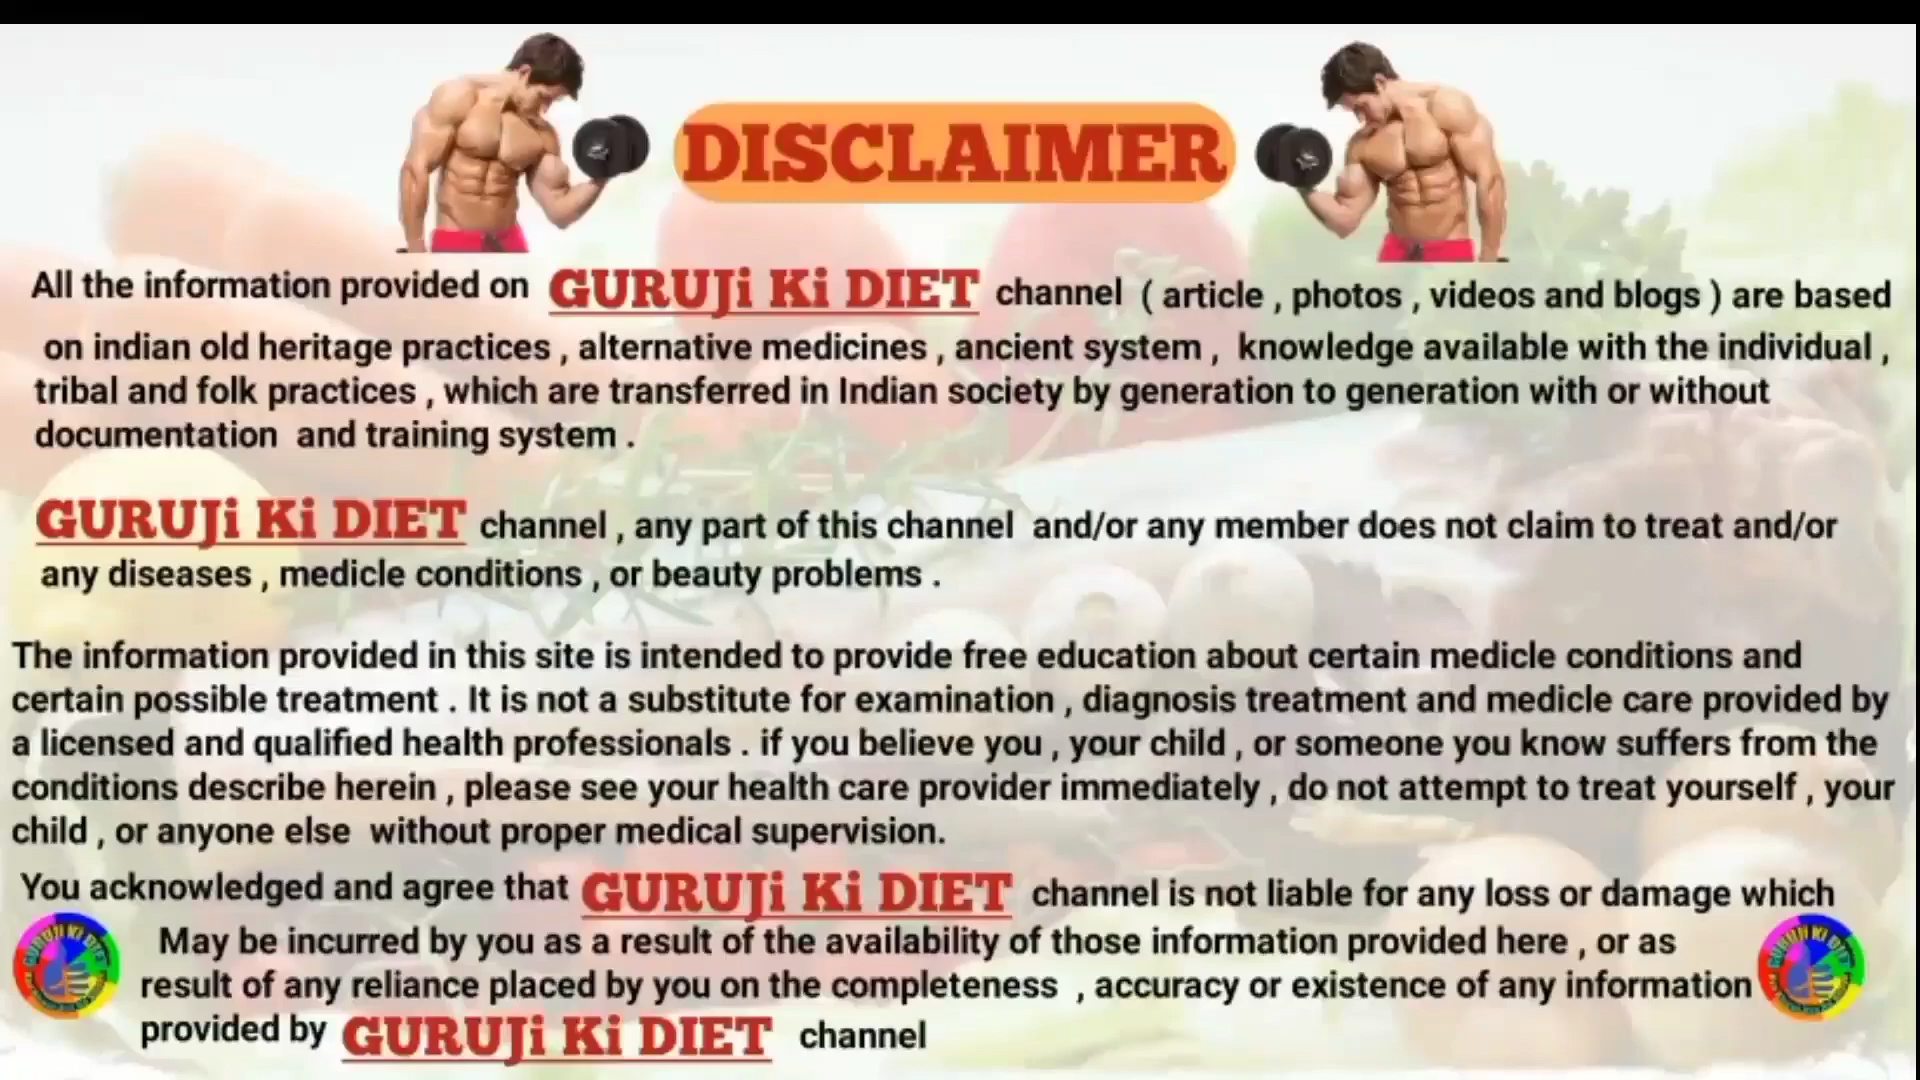 DISCLAIMER
All the information provided on GURUJi Ki DIET channel ( article , photos , videos and blogs ) are based
on indian old heritage practices , alternative medicines , ancient system , knowledge available with the individual ,
tribal and folk practices , which are transferred in Indian society by generation to generation with or without
documentation and training system .
GURUJi Ki DIET channel , any part of this channel and/or any member does not claim to treat and/or
any diseases , medicle conditions , or beauty problems .
The information provided in this site is intended to provide free education about certain medicle conditions and
certain possible treatment . It is not a substitute for examination , diagnosis treatment and medicle care provided by
a licensed and qualified health professionals . if you believe you , your child , or someone you know suffers from the
conditions describe herein , please see your health care provider immediately , do not attempt to treat yourself , your
child , or anyone else without proper medical supervision.
You acknowledged and agree that GURUJi Ki DIET channel is not liable for any loss or damage which
May be incurred by you as a result of the availability of those information provided here , or as
result of any reliance placed by you on the completeness , accuracy or existence of any information
provided by GURUJi Ki DIET channel
GURUJI KI DIET
GURUJI KI DIET